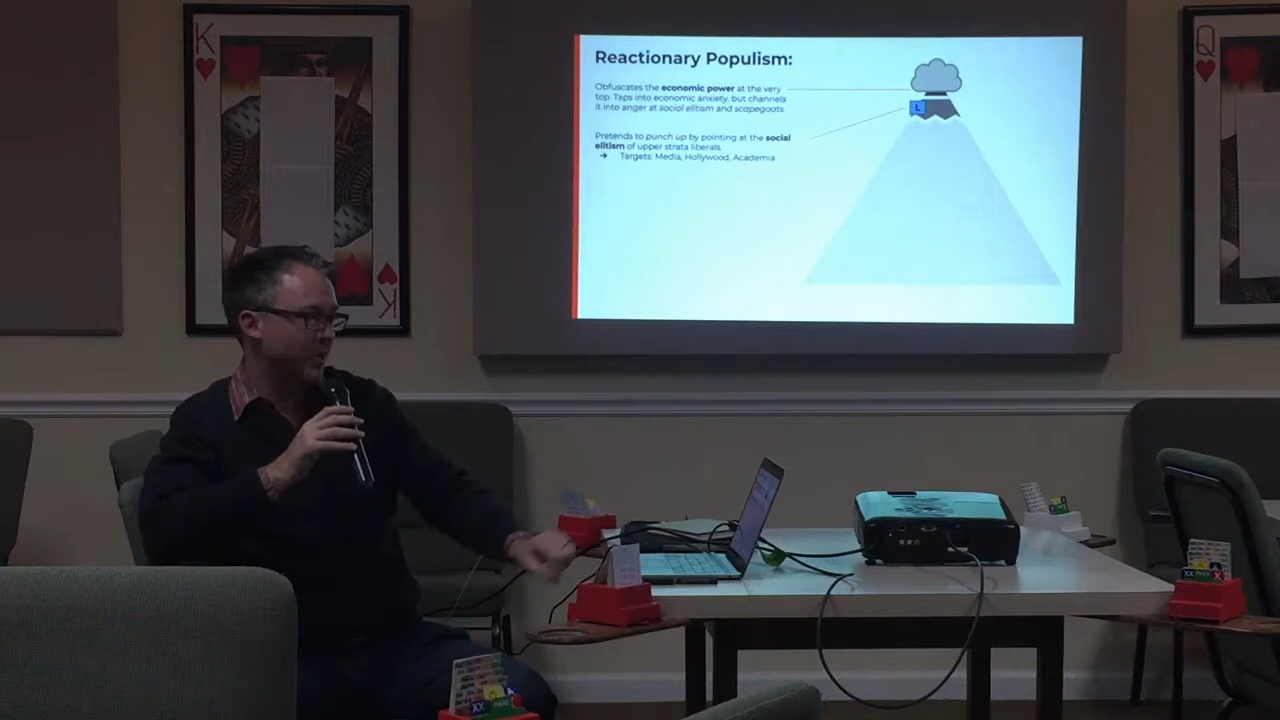 K
K
Q
Reactionary Populism:
Obfuscates the economic power at the very
top. Taps into economic anxiety, but channels
it into anger at social elitism and scapegoats.
L
Pretends to punch up by pointing at the social
elitism of upper strata liberals.
➔ Targets: Media, Hollywood, Academia
XX
XX
X